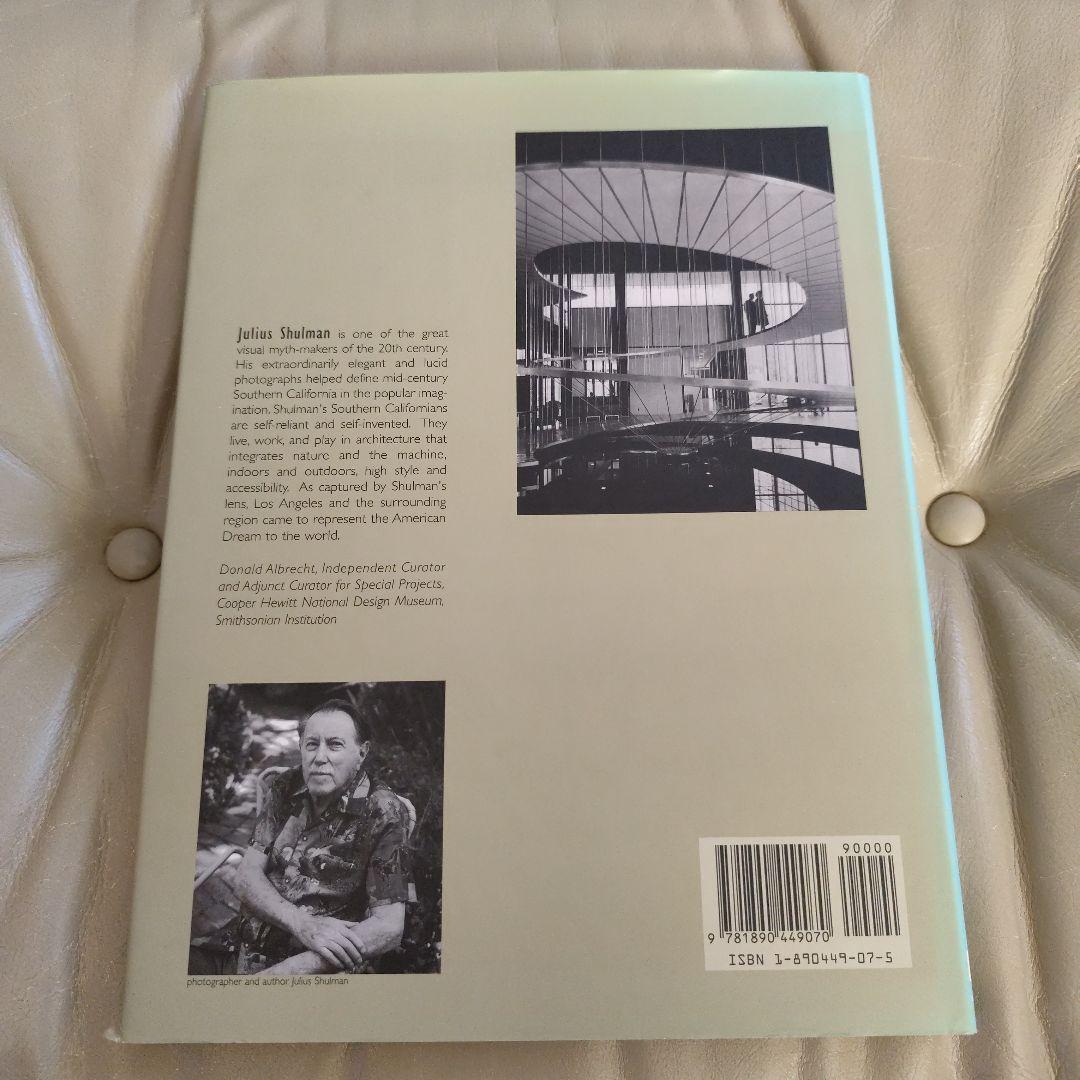 Julius Shulman is one of the great
visual myth-makers of the 20th century.
His extraordinarily elegant and lucid
photographs helped define mid-century
Southern California in the popular imag-
ination. Shulman's Southern Californians
are self-reliant and self-invented. They
live, work, and play in architecture that
integrates nature and the machine,
indoors and outdoors, high style and
accessibility. As captured by Shulman's
lens, Los Angeles and the surrounding
region came to represent the American
Dream to the world.
Donald Albrecht, Independent Curator
and Adjunct Curator for Special Projects,
Cooper Hewitt National Design Museum,
Smithsonian Institution
photographer and author Julius Shulman
90000
9 781890 449070
ISBN 1-890449-07-5